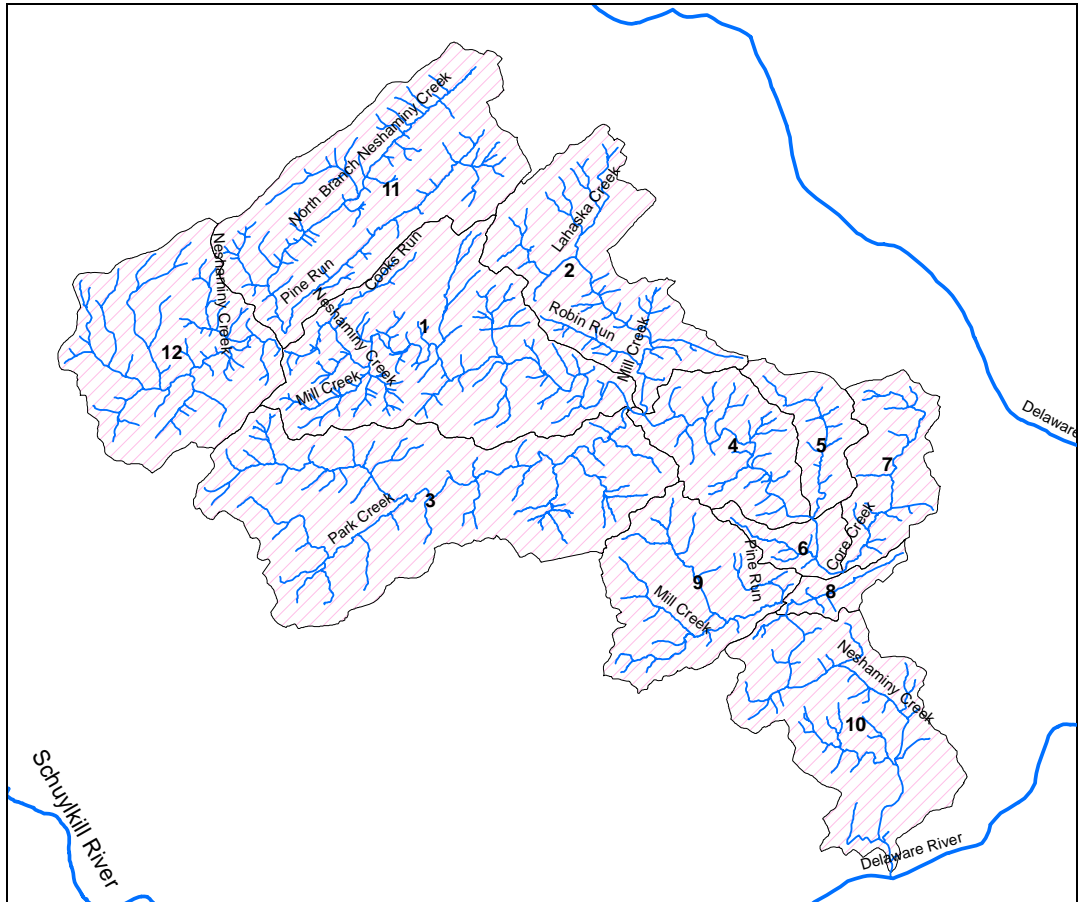 North Branch Neshaminy Creek
11
Lahaska Creek
2
Neshaminy Creek
Pine Run
Cooks Run
Neshaminy Creek
1
Robin Run
Mill Creek
12
Mill Creek
Delaware
4
5
7
3
Park Creek
Core Creek
6
Pine Run
9
8
Mill Creek
Neshaminy Creek
10
Schuylkill River
Delaware River